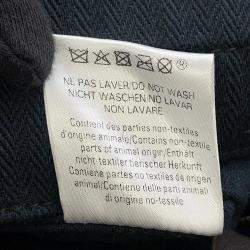 NE PAS LAVER/DO NOT WASH
NICHT WASCHEN/NO LAVAR
NON LAVARE
Contient des parties non-textiles
d'origine animale/Contains non-textile
parts of animal origin/Enthält
nicht-textiler tierischer Herkunft
Contiene partes no textiles de origen
animal/Contiene delle parti animali
di origine no-tessile